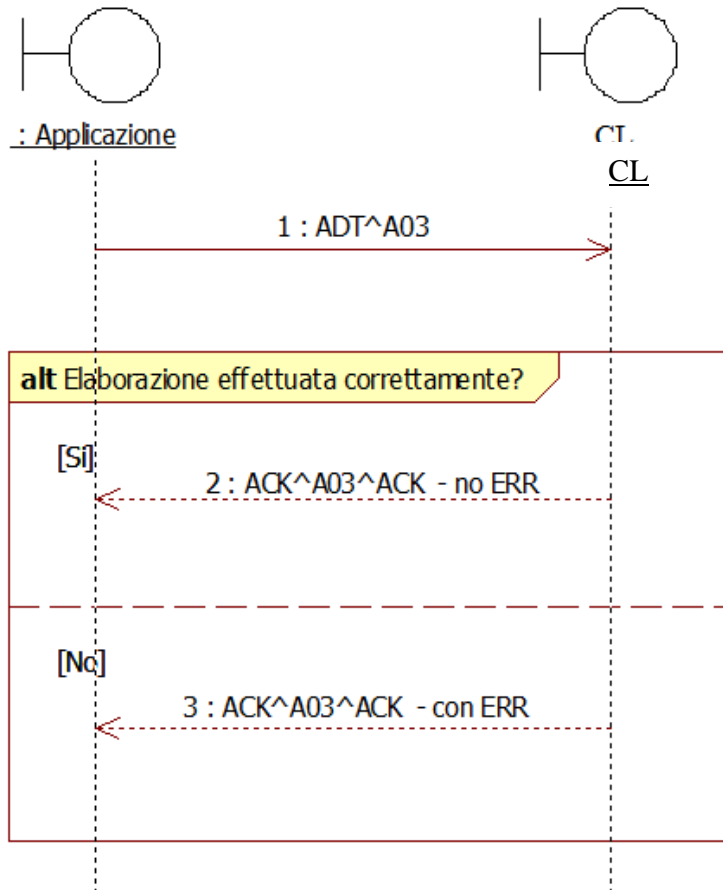 : Applicazione
CL
CL
1 : ADT^A03
alt Elaborazione effettuata correttamente?
[Sì]
2 : ACK^A03^ACK - no ERR
[No]
3 : ACK^A03^ACK - con ERR